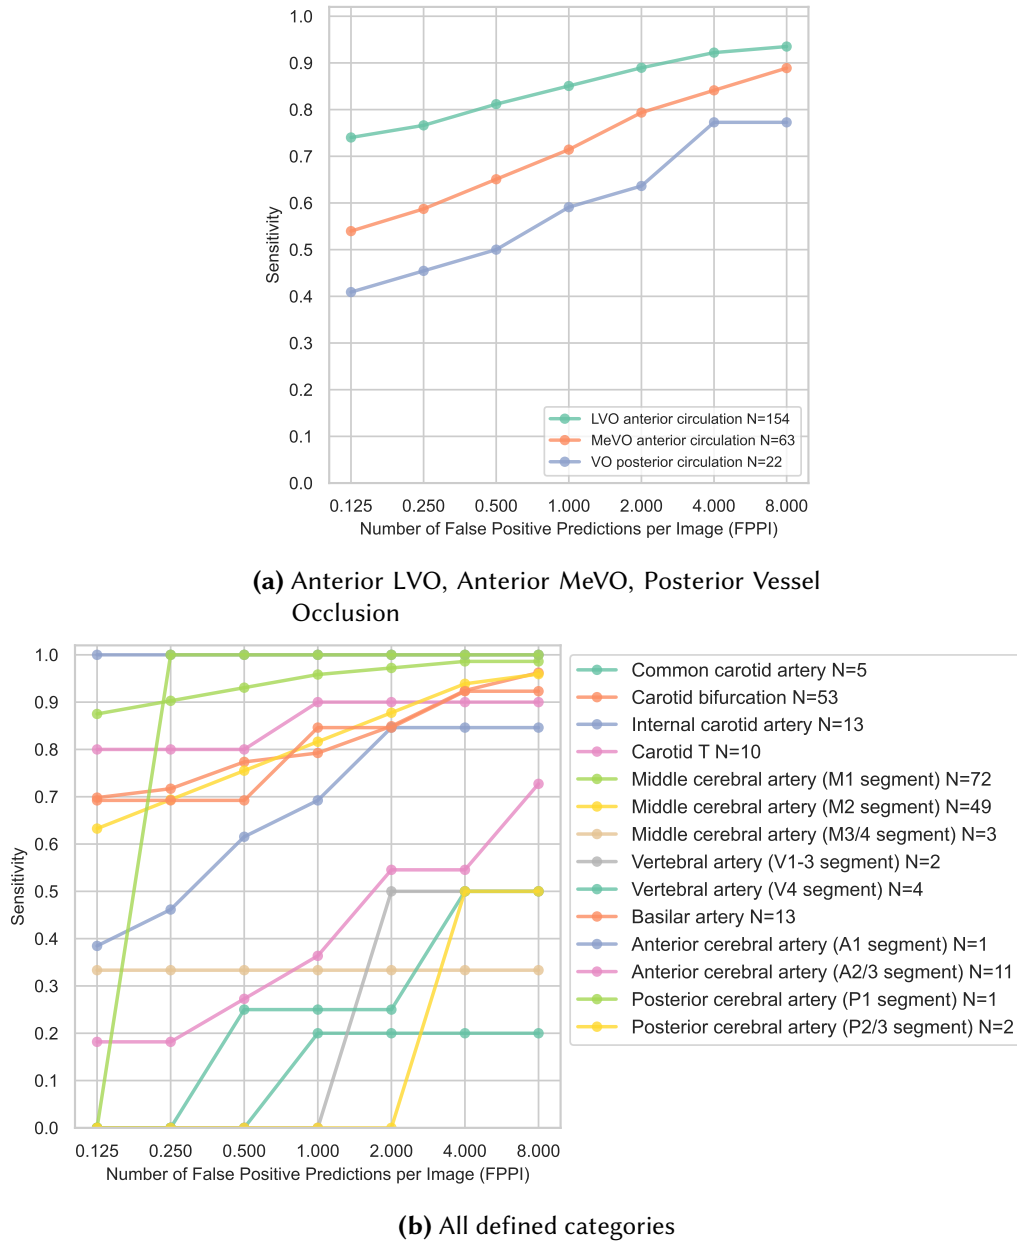 1.0
0.9
0.8
0.7
0.6
0.5
0.4
0.3
0.2
0.1
0.0
Sensitivity
LVO anterior circulation N=154
MeVO anterior circulation N=63
VO posterior circulation N=22
0.125 0.250 0.500 1.000 2.000 4.000 8.000
Number of False Positive Predictions per Image (FPPI)
(a) Anterior LVO, Anterior MeVO, Posterior Vessel
Occlusion
1.0
0.9
0.8
0.7
0.6
0.5
0.4
0.3
0.2
0.1
0.0
Sensitivity
0.125 0.250 0.500 1.000 2.000 4.000 8.000
Number of False Positive Predictions per Image (FPPI)
Common carotid artery N=5
Carotid bifurcation N=53
Internal carotid artery N=13
Carotid T N=10
Middle cerebral artery (M1 segment) N=72
Middle cerebral artery (M2 segment) N=49
Middle cerebral artery (M3/4 segment) N=3
Vertebral artery (V1-3 segment) N=2
Vertebral artery (V4 segment) N=4
Basilar artery N=13
Anterior cerebral artery (A1 segment) N=1
Anterior cerebral artery (A2/3 segment) N=11
Posterior cerebral artery (P1 segment) N=1
Posterior cerebral artery (P2/3 segment) N=2
(b) All defined categories